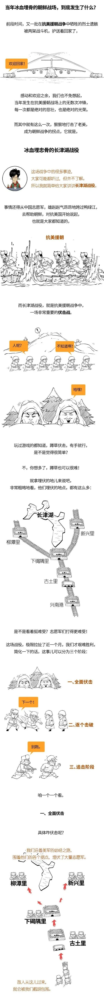 当年冰血埋骨的朝鲜战场，到底发生了什么？
前段时间，又一批在抗美援朝战争中牺牲的烈士遗骸
被两架战斗机，护送着回家了，
欢迎回家！
感动和欢迎之余，我们也不免想起，
当年发生在抗美援朝战场上的无数次冲锋，
每一次都是绝对的悲壮，也是绝对的光荣。
而其中就有这么一次，狠狠地打击了老美，
成为朝鲜战争的拐点，它就是，
冰血埋忠骨的长津湖战役
这场战争中的很多事迹，
大家可能都听过，但并不了解。
所以我就简单给大家讲讲长津湖战役。
事情还得从中国志愿军，雄赳赳气昂昂地跨过鸭绿江，
去帮助朝鲜，对抗美国开始说起，
也就是大家都知道的，
抗美援朝
而长津湖战役，就是抗美援朝战争中，
一场非常重要的伏击战。
人呢？
不知道啊！
哈嘿！
玩过游戏的都知道，蹲草伏击，有手就行，
是不是觉得很简单？
不，你想多了，蹲草也可以很难！
就拿埋伏的地儿来说吧，
非常粗略地看，他们埋伏的地点，都有这么多：
长津湖
新兴里
柳潭里
下碣隅里
古土里
兴南港
是不是看着挺难受？志愿军们打得更难受！
这场战役，极限拉扯了近一个月，我们才艰难胜利，
简化一下的话，这事儿可以分为三个阶段：
一、全面伏击
下一个！
二、逐个击破
别跑。
三、追击阶段
咱一个一个看。
一、全面伏击
具体咋伏击呢？
我们沿着美军的必经之路，
围着他们的各个据点，埋伏了大量志愿军。
柳潭里
新兴里
下碣隅里
古土里
敌人从这儿过来，
就会被我们截胡包围。